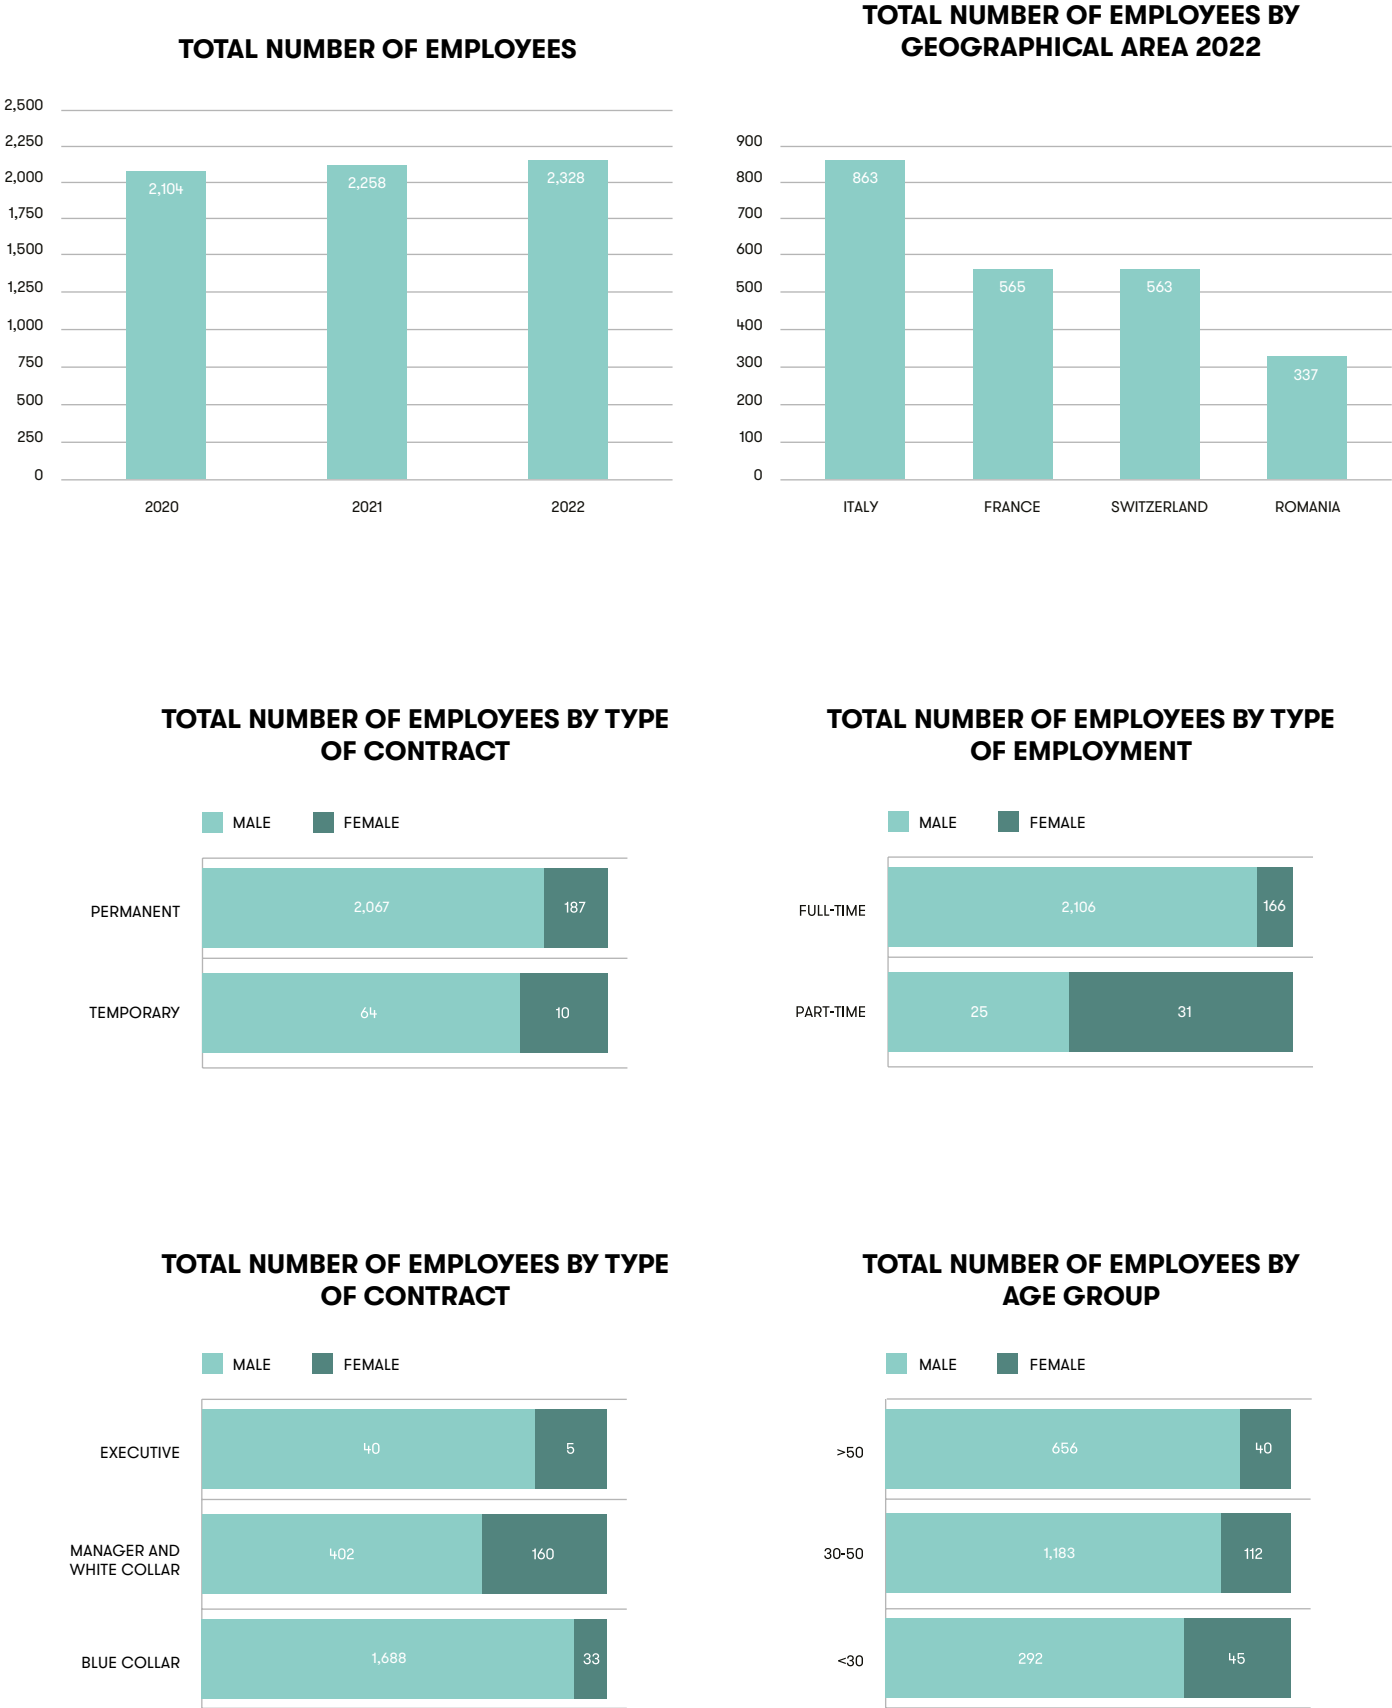 TOTAL NUMBER OF EMPLOYEES
2,500
2,250
2,000
1,750
1,500
1,250
1,000
750
500
250
0
2,104
2,258
2,328
2020
2021
2022
TOTAL NUMBER OF EMPLOYEES BY
GEOGRAPHICAL AREA 2022
900
800
700
600
500
400
300
200
100
0
863
565
563
337
ITALY
FRANCE
SWITZERLAND
ROMANIA
TOTAL NUMBER OF EMPLOYEES BY TYPE
OF CONTRACT
MALE
FEMALE
PERMANENT
2,067
187
TEMPORARY
64
10
TOTAL NUMBER OF EMPLOYEES BY TYPE
OF EMPLOYMENT
MALE
FEMALE
FULL-TIME
2,106
166
PART-TIME
25
31
TOTAL NUMBER OF EMPLOYEES BY TYPE
OF CONTRACT
MALE
FEMALE
EXECUTIVE
40
5
MANAGER AND
WHITE COLLAR
402
160
BLUE COLLAR
1,688
33
TOTAL NUMBER OF EMPLOYEES BY
AGE GROUP
MALE
FEMALE
>50
656
40
30-50
1,183
112
<30
292
45